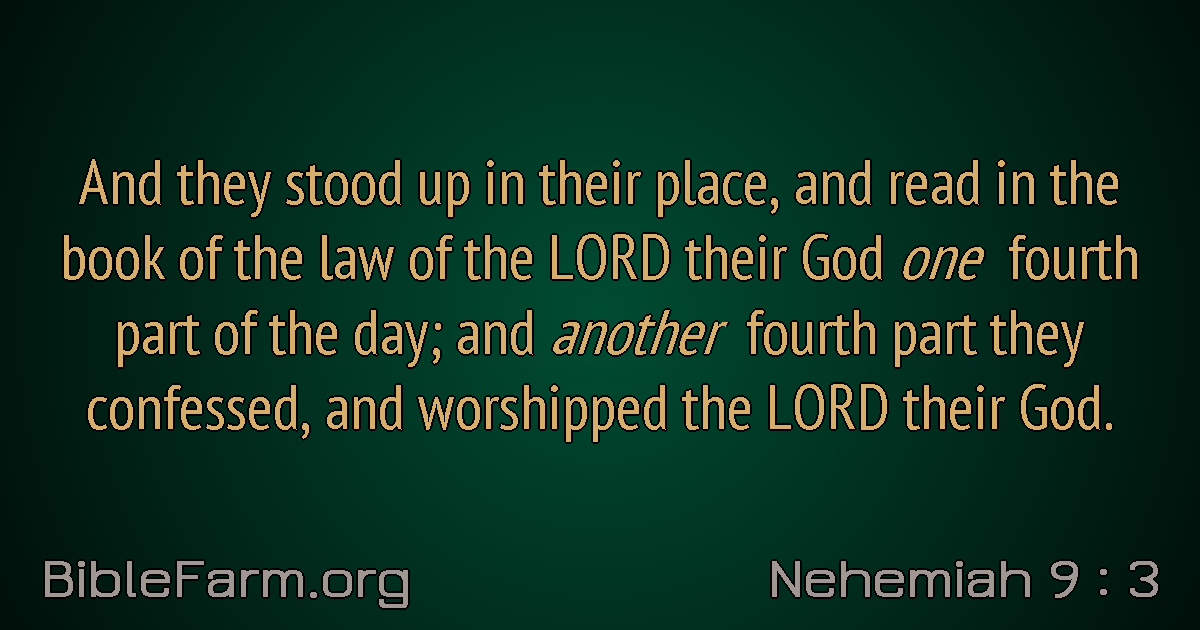 And they stood up in their place, and read in the
book of the law of the LORD their God one fourth
part of the day; and another fourth part they
confessed, and worshipped the LORD their God.
BibleFarm.org
Nehemiah 9 : 3